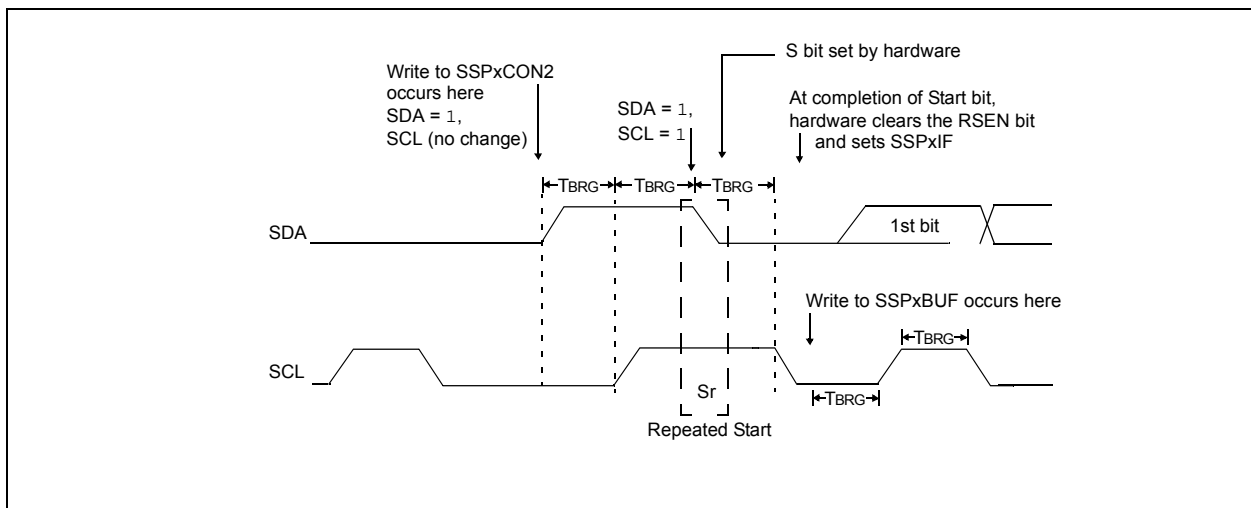 S bit set by hardware
Write to SSPxCON2
occurs here
SDA = 1,
SCL (no change)
SDA = 1,
SCL = 1
At completion of Start bit,
hardware clears the RSEN bit
and sets SSPxIF
TBRG TBRG TBRG
SDA
1st bit
Write to SSPxBUF occurs here
TBRG
SCL
Sr
TBRG
Repeated Start